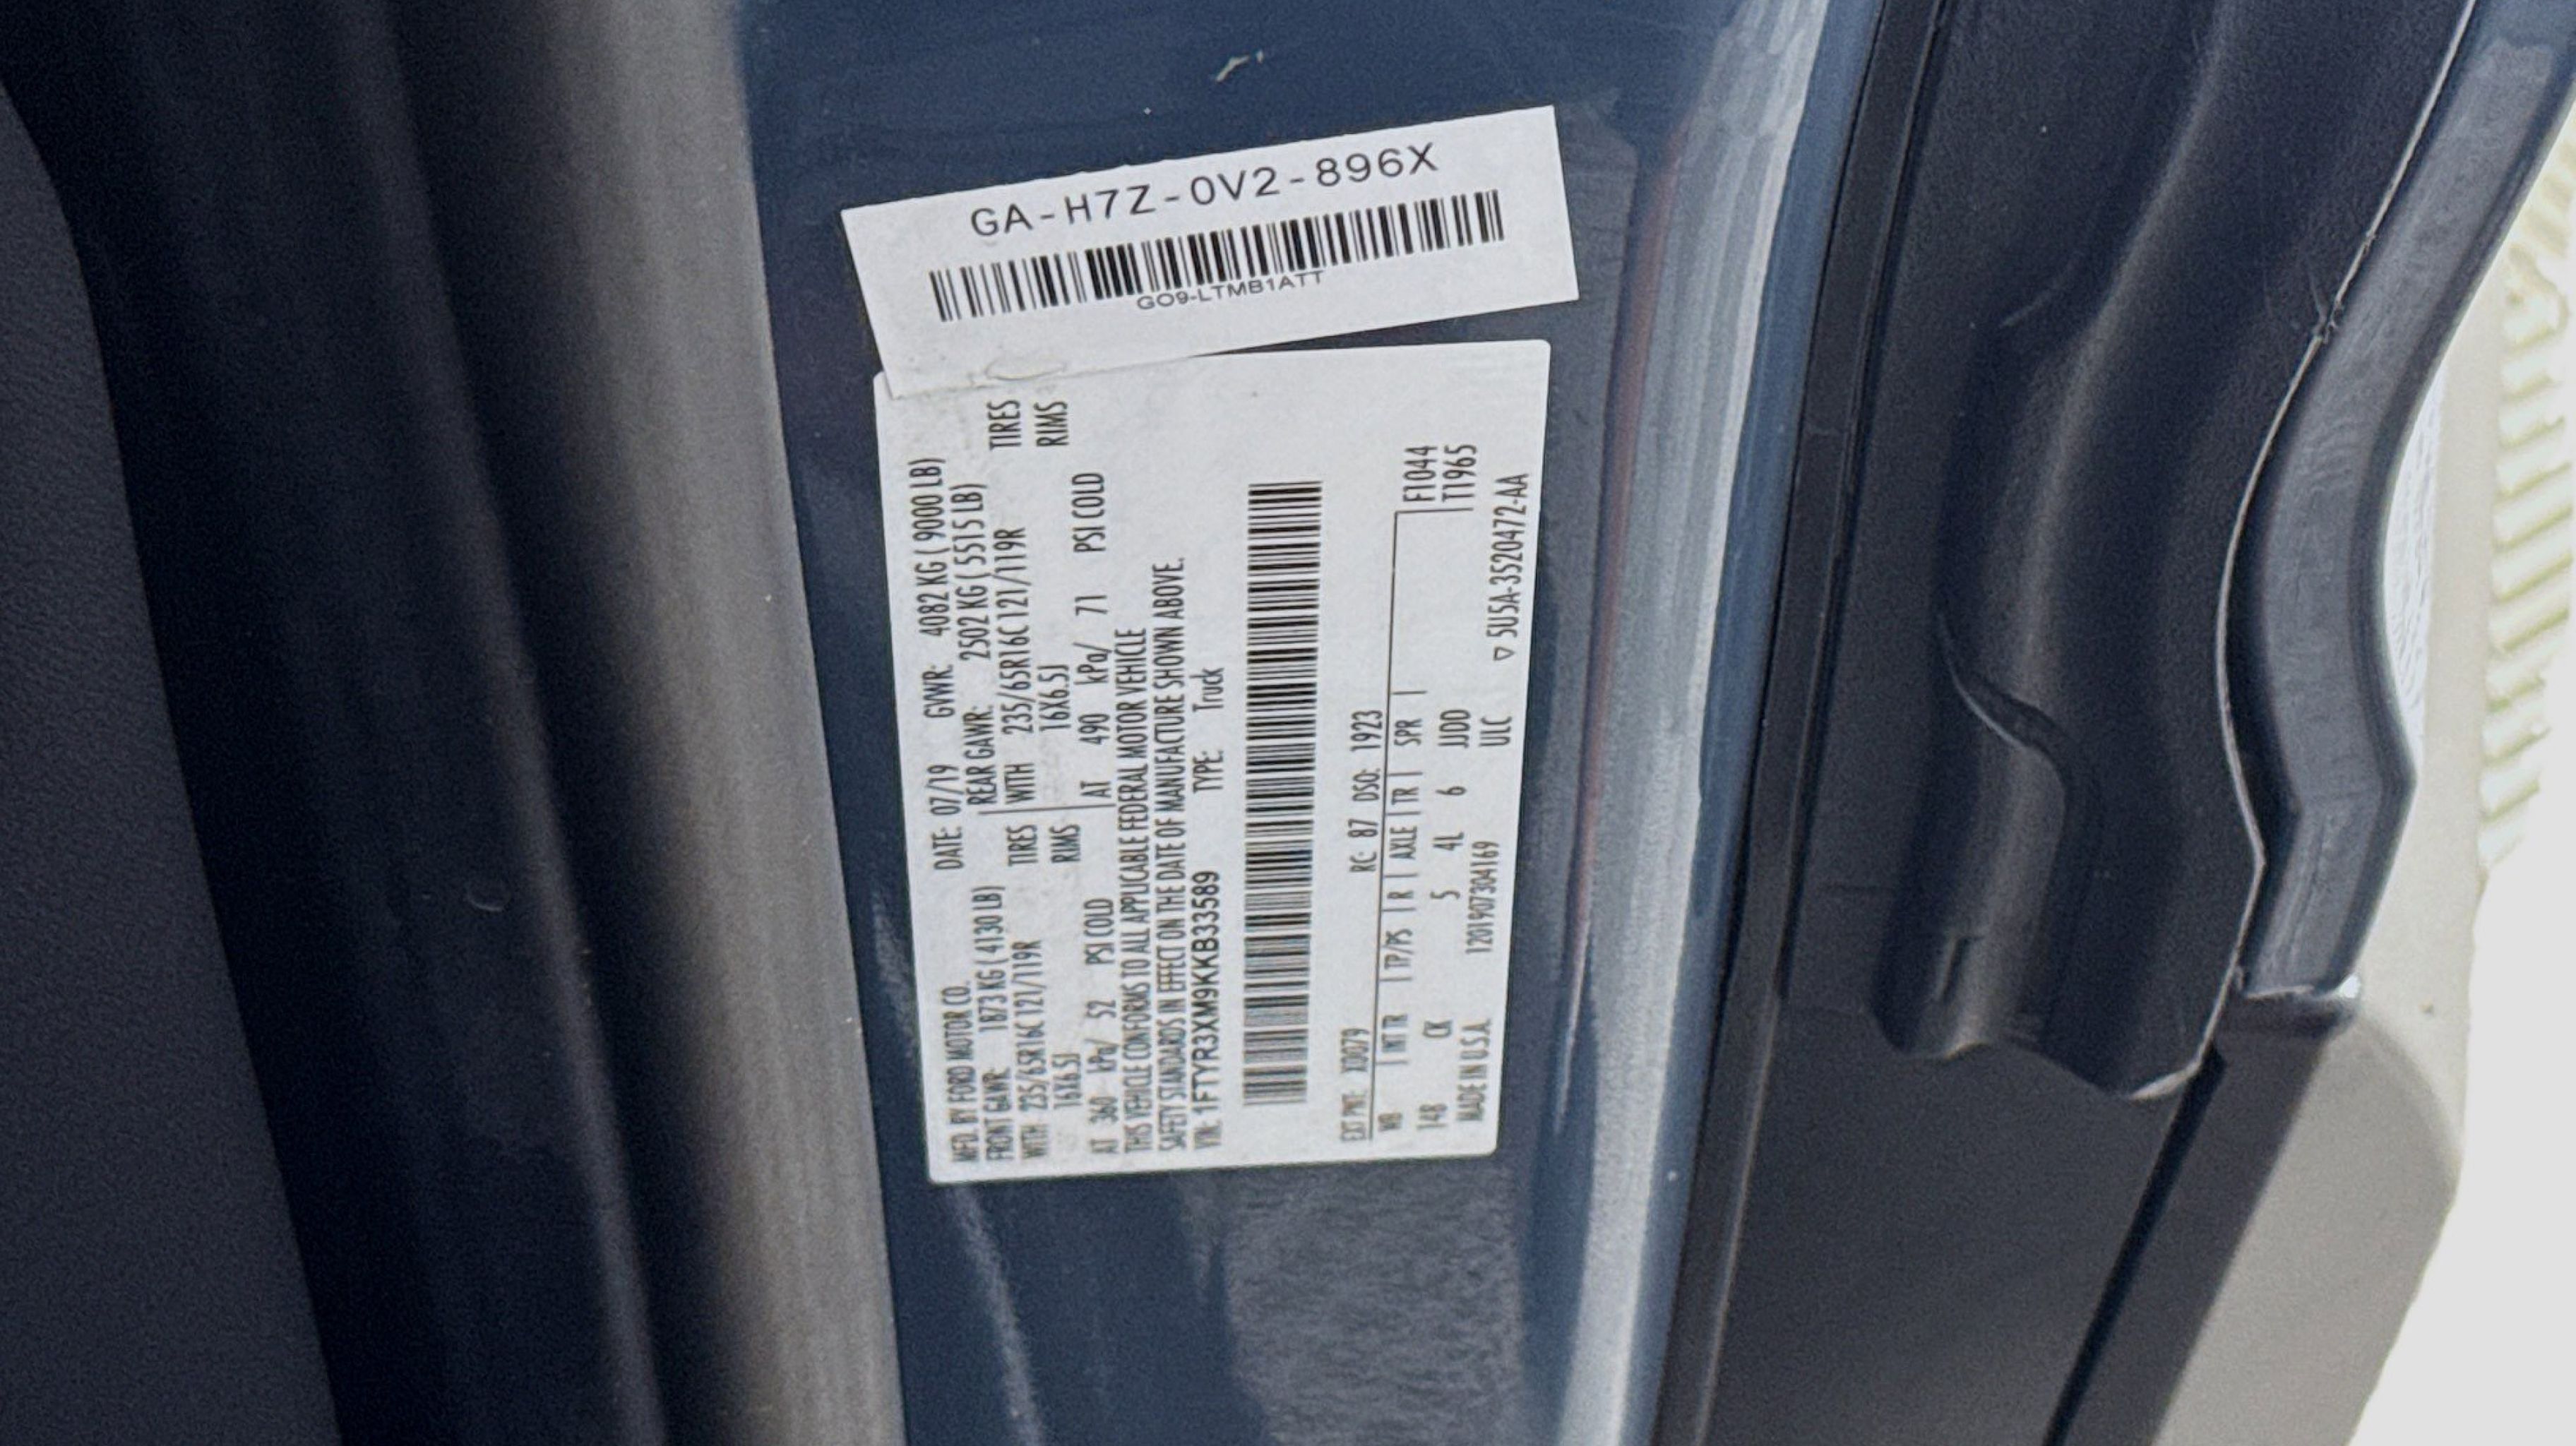 GA-H7Z-0V2-896X
GO9-LTMB1ATT
MFD. BY FORD MOTOR CO. DATE: 07/19 GVWR: 4082 KG ( 9000 LB)
FRONT GAWR: 1873 KG ( 4130 LB) REAR GAWR: 2502 KG ( 5515 LB)
WITH 235/65R16C 121/119R TIRES WITH 235/65R16C 121/119R TIRES
16X6.5J RIMS 16X6.5J RIMS
AT 360 kPa/ 52 PSI COLD AT 490 kPa/ 71 PSI COLD
THIS VEHICLE CONFORMS TO ALL APPLICABLE FEDERAL MOTOR VEHICLE
SAFETY STANDARDS IN EFFECT ON THE DATE OF MANUFACTURE SHOWN ABOVE.
VIN: 1FTYR3XM9KKB33589 TYPE: Truck
EXT PNT: XD079 RC: 87 DSO: 1923
WB | INT TR | TP/PS | R | AXLE | TR | SPR | F1044
148 CK 5 4L 6 JJDD T1965
MADE IN U.S.A. 1201907304169 ULC ▽ 5U5A-3520472-AA